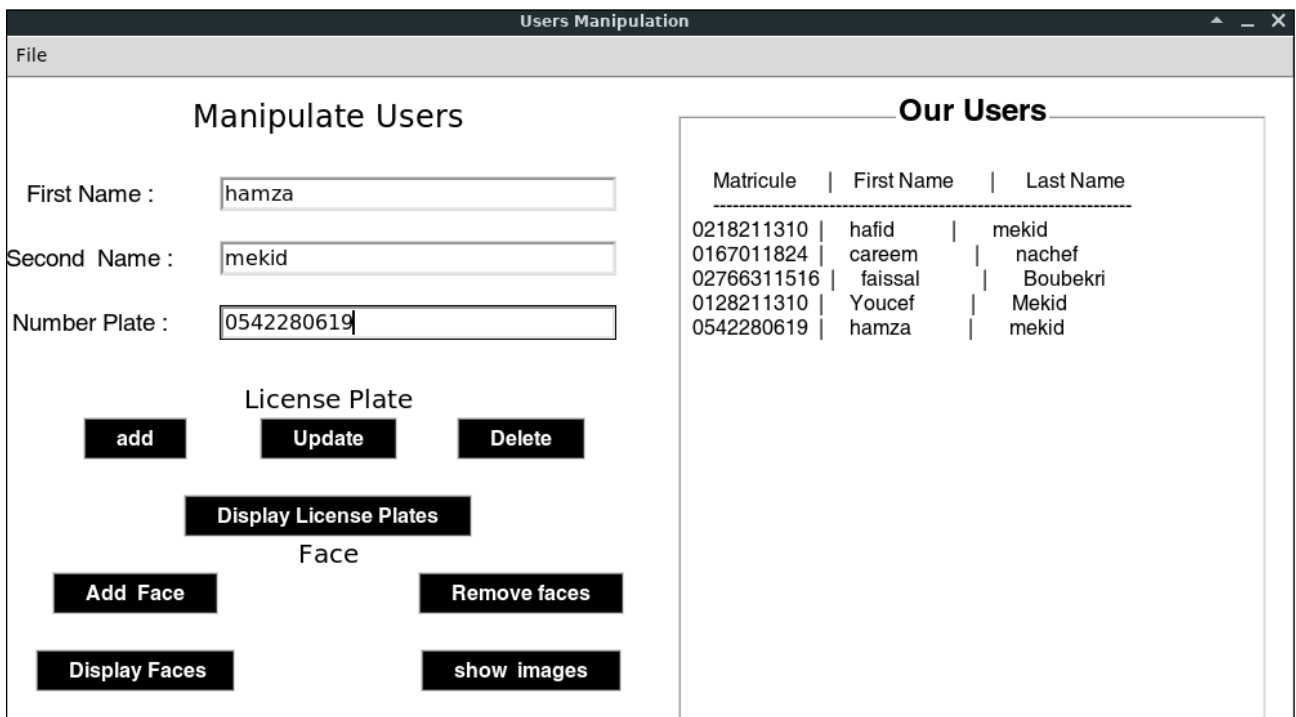 Users Manipulation
File
Manipulate Users
First Name :
hamza
Second Name :
mekid
Number Plate :
0542280619
License Plate
add
Update
Delete
Display License Plates
Face
Add Face
Remove faces
Display Faces
show images
Our Users
Matricule | First Name | Last Name
-----------------------------------------------------------------
0218211310 | hafid | mekid
0167011824 | careem | nachef
02766311516 | faissal | Boubekri
0128211310 | Youcef | Mekid
0542280619 | hamza | mekid